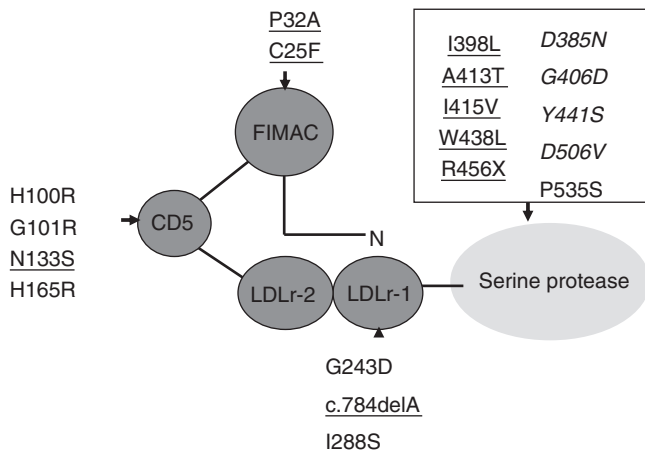 P32A
C25F
FIMAC
I398L
A413T
I415V
W438L
R456X
D385N
G406D
Y441S
D506V
P535S
H100R
G101R
N133S
H165R
CD5
N
LDLr-2
LDLr-1
Serine protease
G243D
c.784delA
I288S